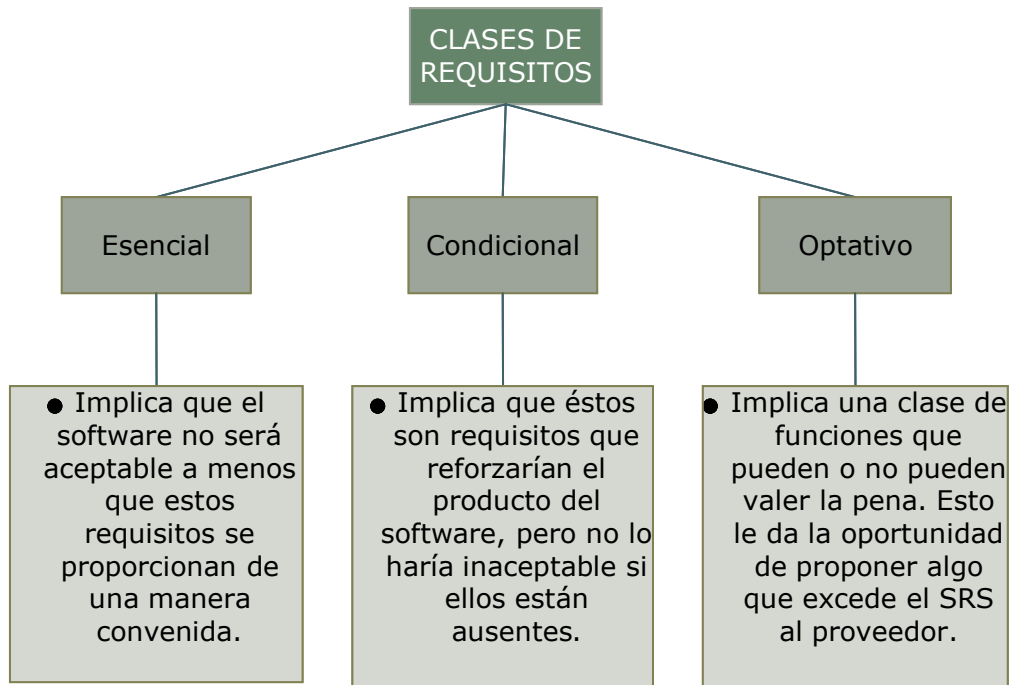 CLASES DE
REQUISITOS
Esencial
Condicional
Optativo
● Implica que el
software no será
aceptable a menos
que estos
requisitos se
proporcionan de
una manera
convenida.
● Implica que éstos
son requisitos que
reforzarían el
producto del
software, pero no lo
haría inaceptable si
ellos están
ausentes.
● Implica una clase de
funciones que
pueden o no pueden
valer la pena. Esto
le da la oportunidad
de proponer algo
que excede el SRS
al proveedor.